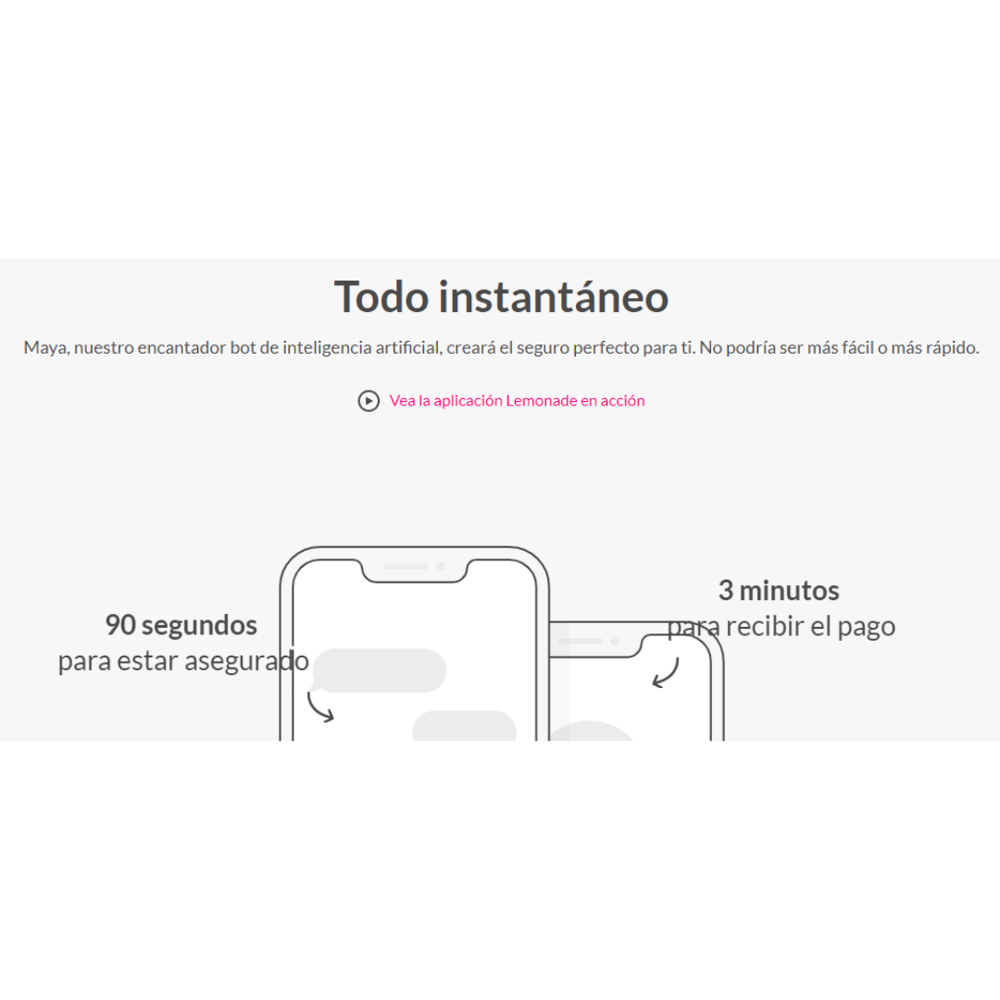 Todo instantáneo
Maya, nuestro encantador bot de inteligencia artificial, creará el seguro perfecto para ti. No podría ser más fácil o más rápido.
Vea la aplicación Lemonade en acción
90 segundos
para estar asegurado
3 minutos
para recibir el pago